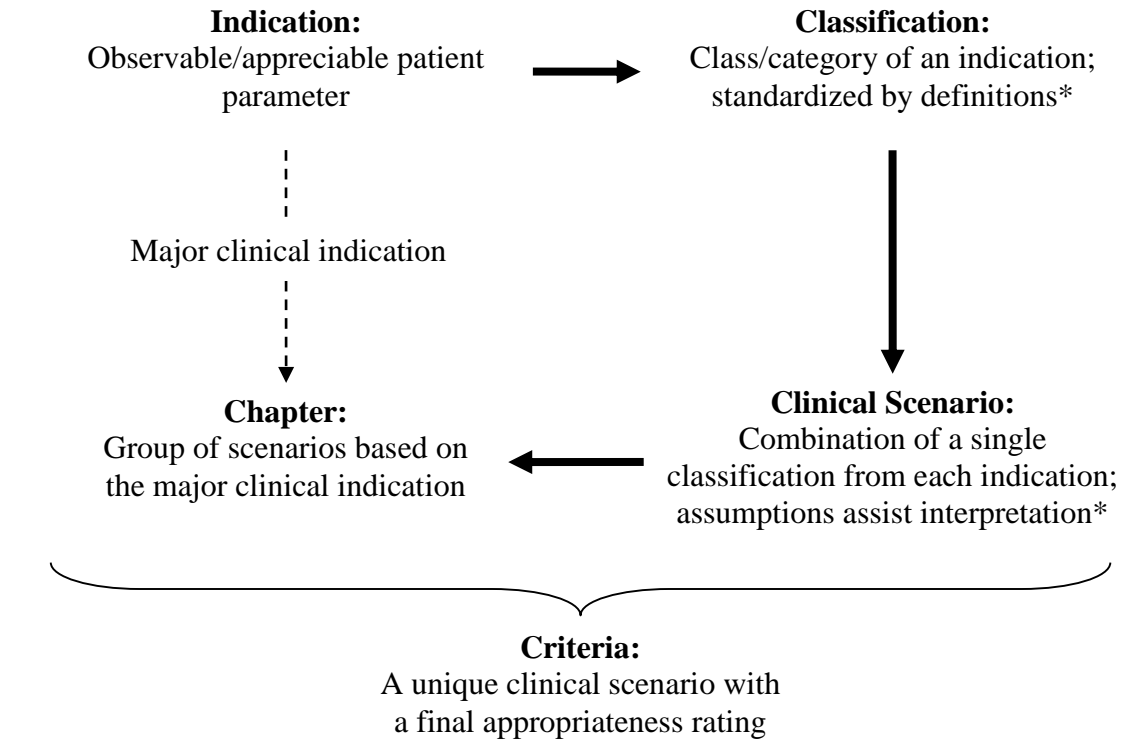 Indication:
Observable/appreciable patient
parameter
Classification:
Class/category of an indication;
standardized by definitions*
Major clinical indication
Chapter:
Group of scenarios based on
the major clinical indication
Clinical Scenario:
Combination of a single
classification from each indication;
assumptions assist interpretation*
Criteria:
A unique clinical scenario with
a final appropriateness rating